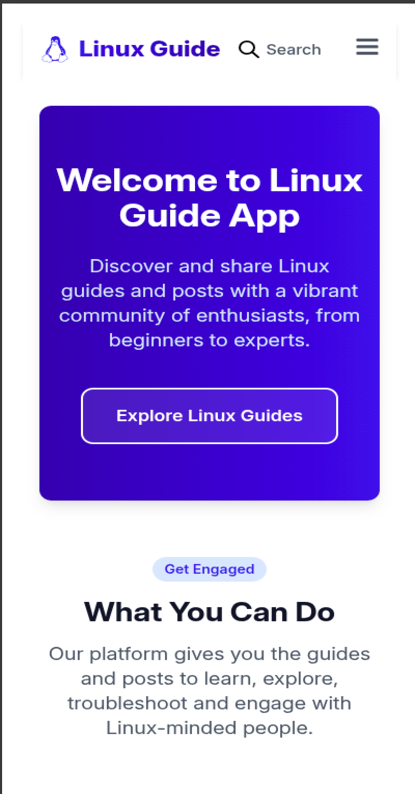 Linux Guide
Search
Welcome to Linux
Guide App
Discover and share Linux
guides and posts with a vibrant
community of enthusiasts, from
beginners to experts.
Explore Linux Guides
Get Engaged
What You Can Do
Our platform gives you the guides
and posts to learn, explore,
troubleshoot and engage with
Linux-minded people.